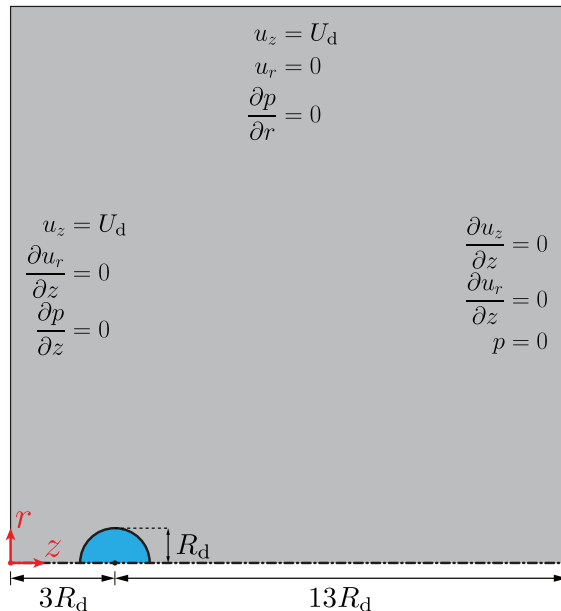 u_z = U_d
u_r = 0
∂p/∂r = 0
u_z = U_d
∂u_r/∂z = 0
∂p/∂z = 0
∂u_z/∂z = 0
∂u_r/∂z = 0
p = 0
r
z
R_d
3R_d
13R_d